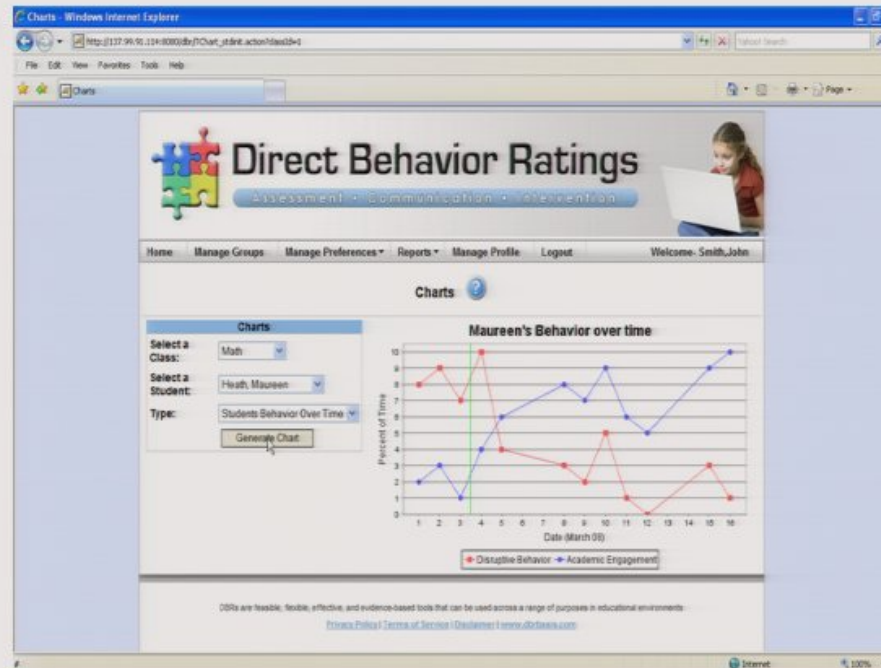 Charts - Windows Internet Explorer
File Edit View Favorites Tools Help
Charts
Page
Direct Behavior Ratings
Assessment • Communication • Intervention
Home Manage Groups Manage Preferences Reports Manage Profile Logout Welcome- Smith,John
Charts ?
Charts
Select a Class: Math
Select a Student: Heath, Maureen
Type: Students Behavior Over Time
Generate Chart
Maureen's Behavior over time
Percent of Time
10
9
8
7
6
5
4
3
2
1
0
1 2 3 4 5 6 7 8 9 10 11 12 13 14 15 16
Date (March 08)
Disruptive Behavior Academic Engagement
DBRs are feasible, flexible, effective, and evidence-based tools that can be used across a range of purposes in educational environments
Privacy Policy | Terms of Service | Disclaimer |
Internet 100%